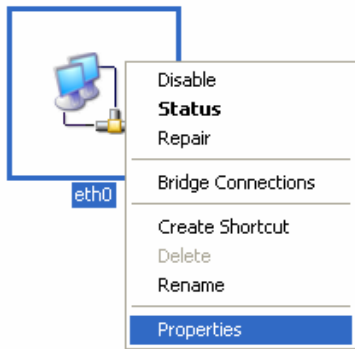 Disable
Status
Repair
Bridge Connections
eth0
Create Shortcut
Delete
Rename
Properties